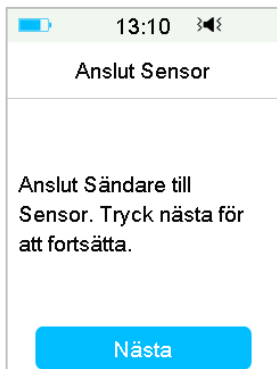 13:10
Anslut Sensor
Anslut Sändare till
Sensor. Tryck nästa för
att fortsätta.
Nästa